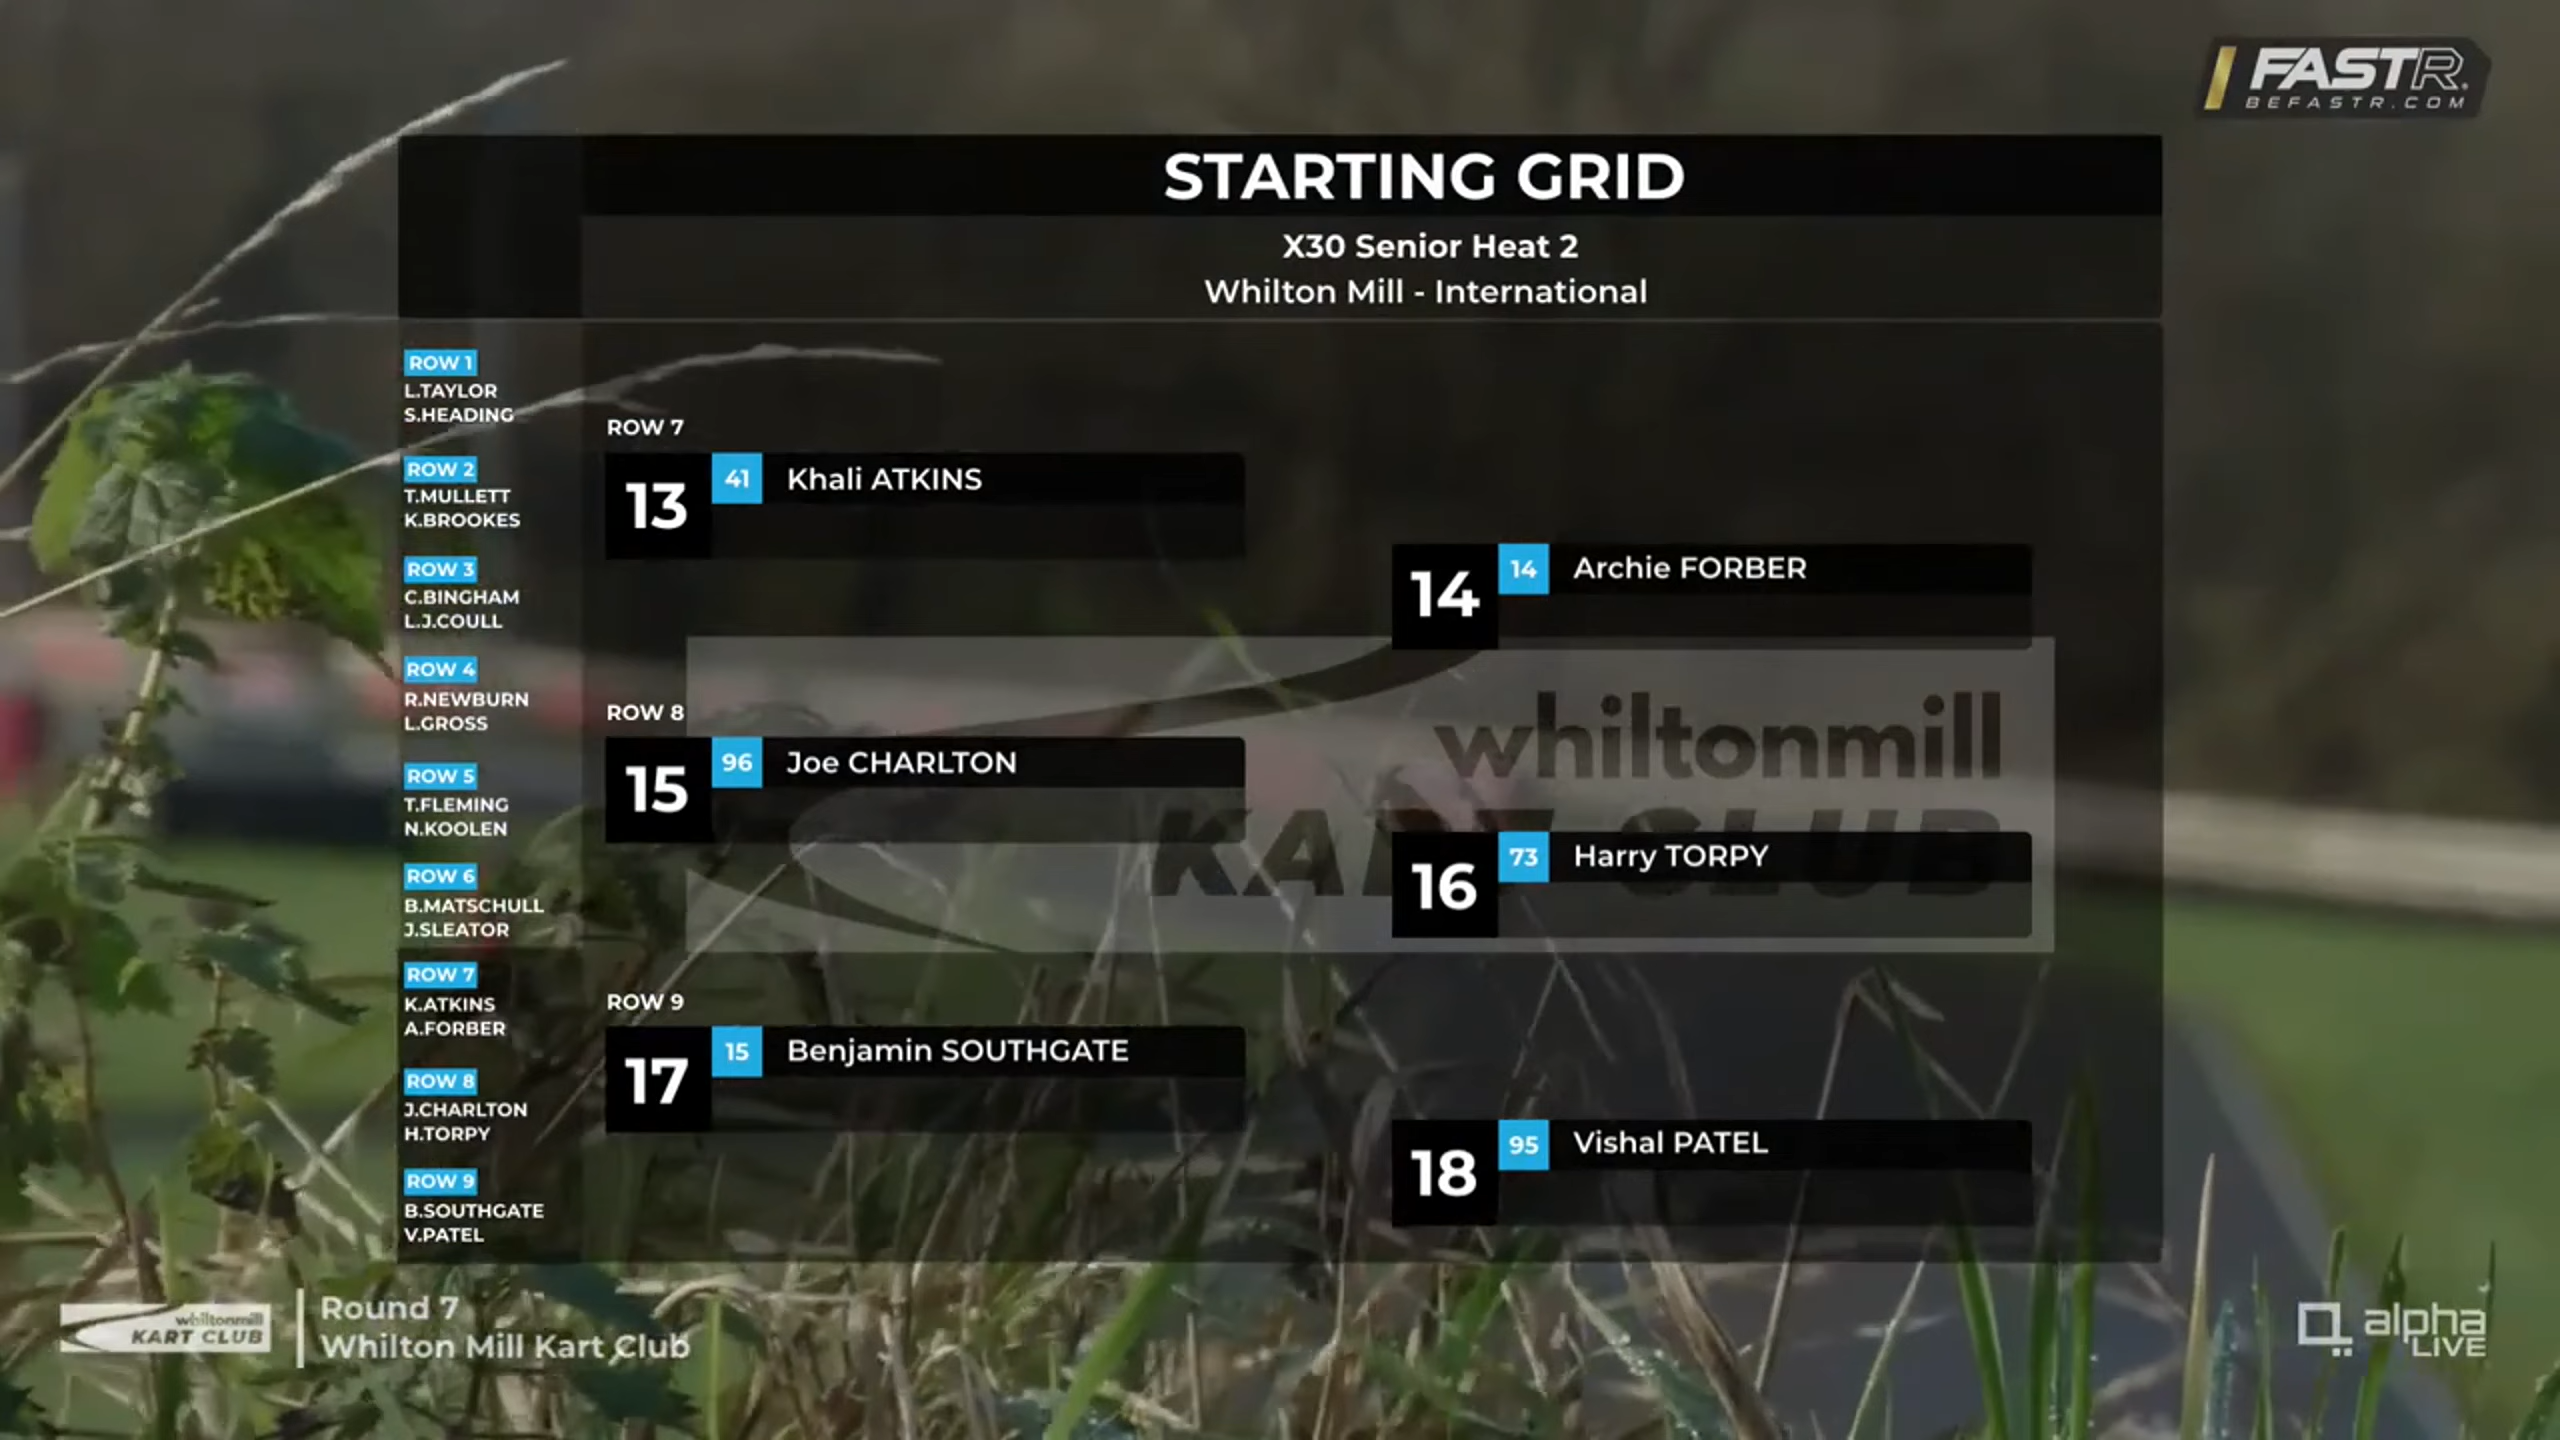 FASTR.
BEFASTR.COM
STARTING GRID
X30 Senior Heat 2
Whilton Mill - International
ROW 1
L.TAYLOR
S.HEADING
ROW 2
T.MULLETT
K.BROOKES
ROW 3
C.BINGHAM
L.J.COULL
ROW 4
R.NEWBURN
L.GROSS
ROW 5
T.FLEMING
N.KOOLEN
ROW 6
B.MATSCHULL
J.SLEATOR
ROW 7
K.ATKINS
A.FORBER
ROW 8
J.CHARLTON
H.TORPY
ROW 9
B.SOUTHGATE
V.PATEL
ROW 7
13 41 Khali ATKINS
14 14 Archie FORBER
ROW 8
15 96 Joe CHARLTON
16 73 Harry TORPY
ROW 9
17 15 Benjamin SOUTHGATE
18 95 Vishal PATEL
whiltonmill
KART CLUB
whiltonmill
KART CLUB
Round 7
Whilton Mill Kart Club
alpha
LIVE